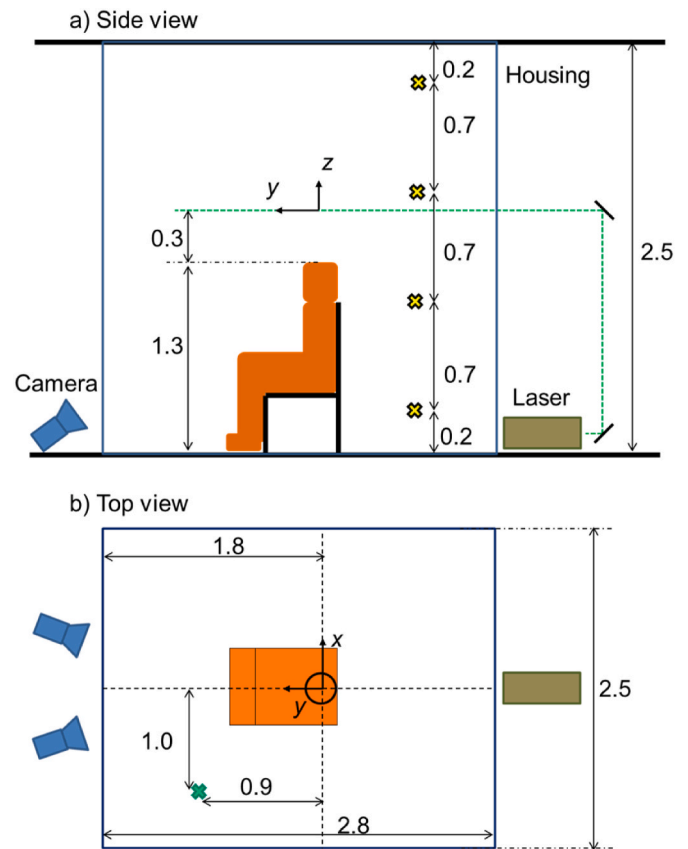 a) Side view
0.2
Housing
0.7
z
y
0.3
0.7
2.5
1.3
0.7
Camera
Laser
0.2
b) Top view
1.8
x
y
2.5
1.0
0.9
2.8